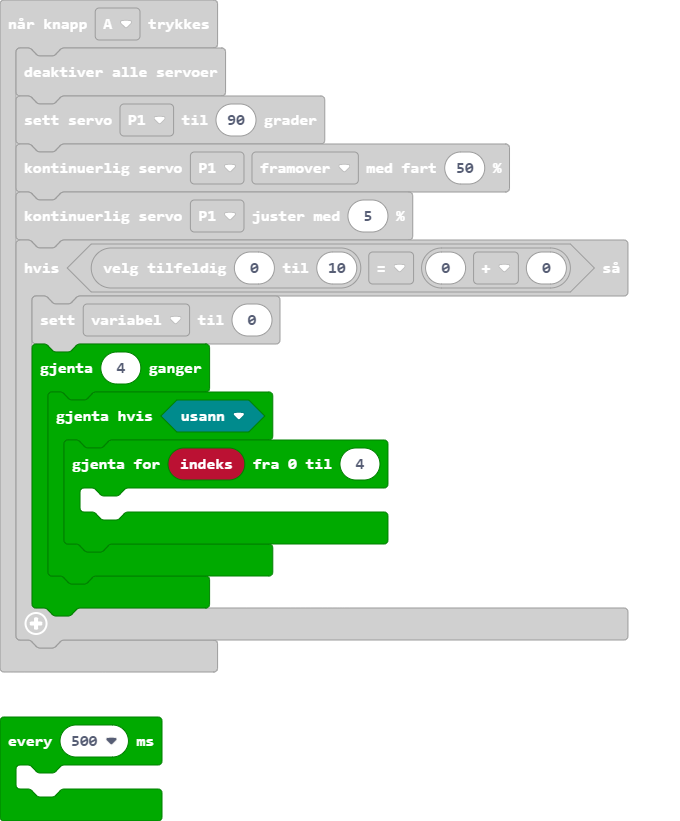 når knapp A trykkes
deaktiver alle servoer
sett servo P1 til 90 grader
kontinuerlig servo P1 framover med fart 50 %
kontinuerlig servo P1 juster med 5 %
hvis velg tilfeldig 0 til 10 = 0 + 0 så
sett variabel til 0
gjenta 4 ganger
gjenta hvis usann
gjenta for indeks fra 0 til 4
every 500 ms